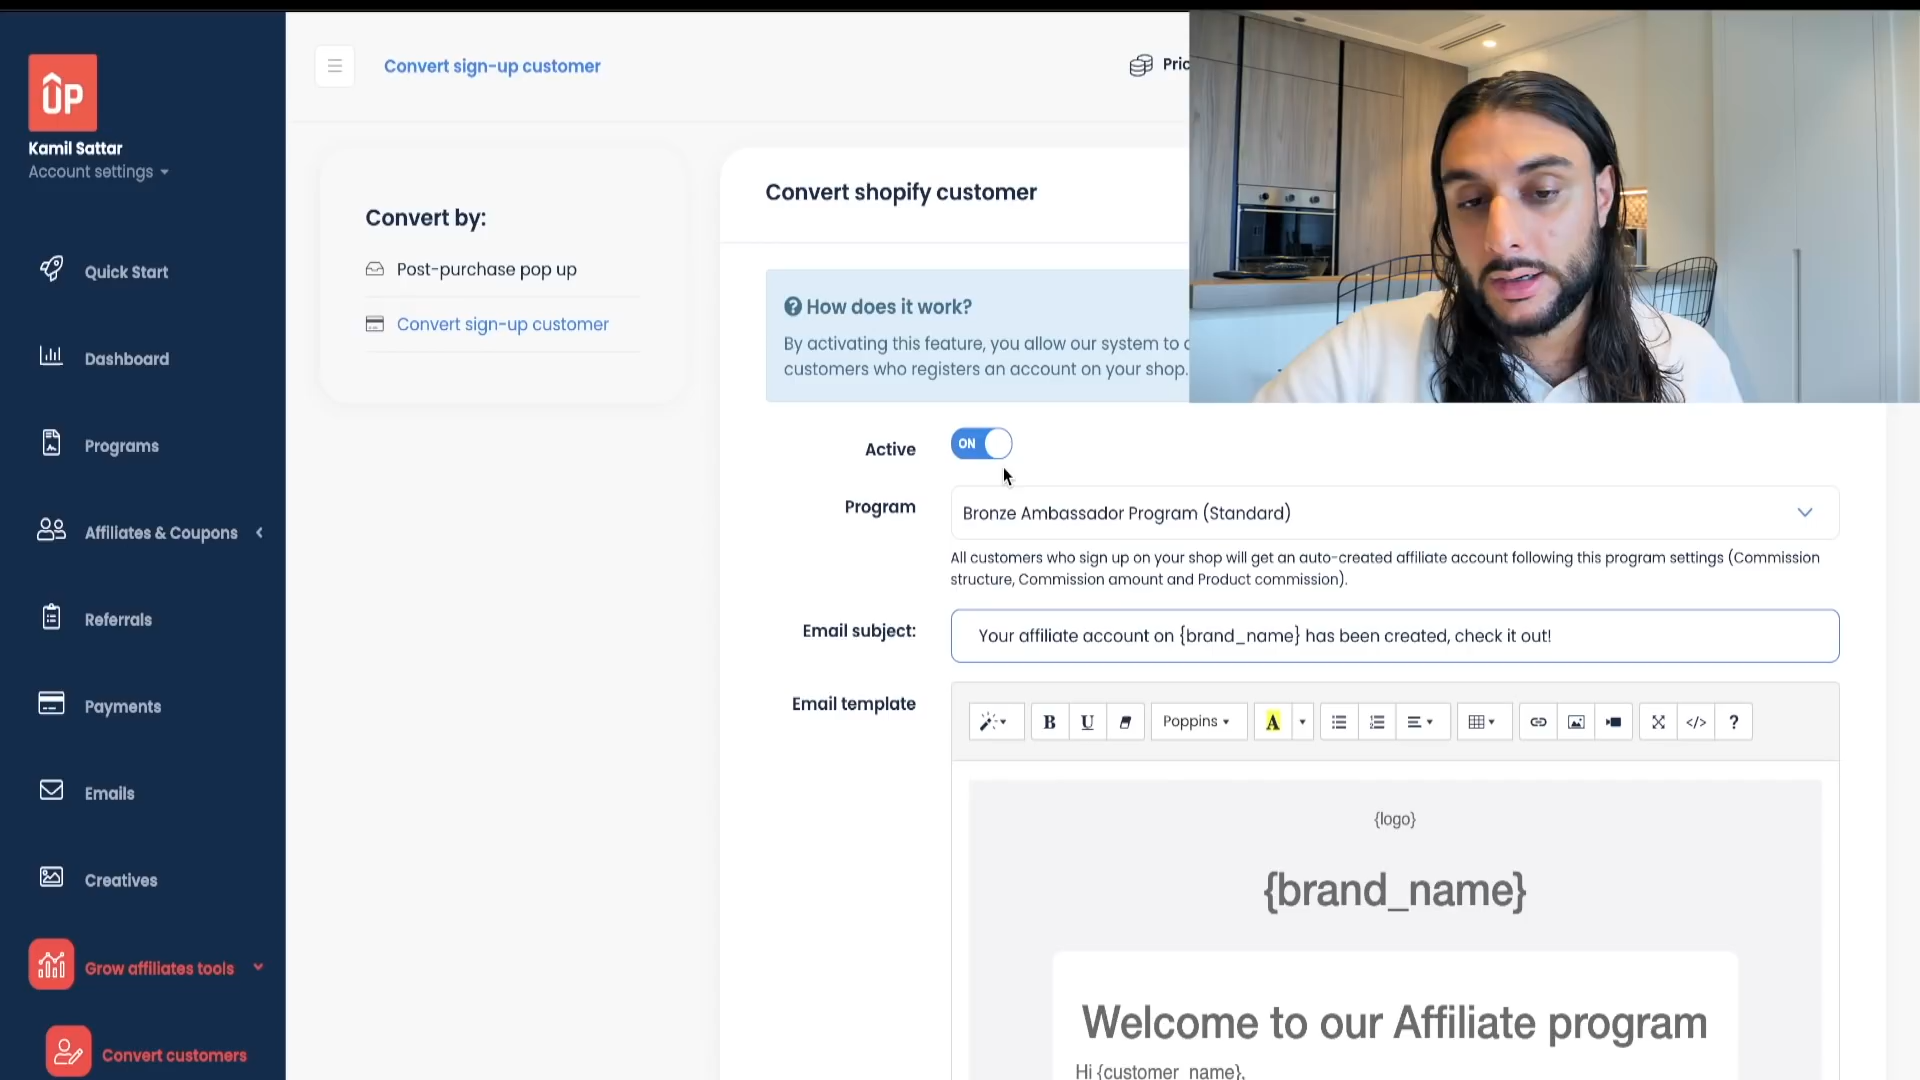 UP
Kamil Sattar
Account settings
Quick Start
Dashboard
Programs
Affiliates & Coupons
Referrals
Payments
Emails
Creatives
Grow affiliates tools
Convert customers
Convert sign-up customer
Convert by:
Post-purchase pop up
Convert sign-up customer
Convert shopify customer
How does it work?
By activating this feature, you allow our system to
customers who registers an account on your shop.
Active
ON
Program
Bronze Ambassador Program (Standard)
All customers who sign up on your shop will get an auto-created affiliate account following this program settings (Commission
structure, Commission amount and Product commission).
Email subject:
Your affiliate account on {brand_name} has been created, check it out!
Email template
B U Poppins A </> ?
{logo}
{brand_name}
Welcome to our Affiliate program
Hi {customer_name},